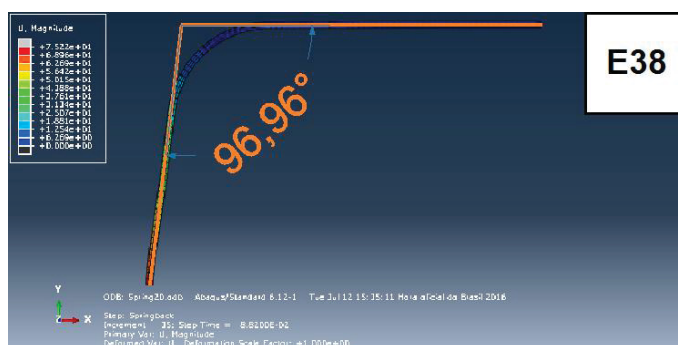 U, Magnitude
+7.522e+01
+6.896e+01
+6.269e+01
+5.642e+01
+5.015e+01
+4.388e+01
+3.761e+01
+3.134e+01
+2.507e+01
+1.881e+01
+1.254e+01
+6.269e+00
+0.000e+00
E38
96,96°
Y
Z X
ODB: Spring2D.odb Abaqus/Standard 6.12-1 Tue Jul 12 15:35:11 Hora oficial do Brasil 2016
Step: Springback
Increment 35: Step Time = 8.8200E-02
Primary Var: U, Magnitude
Deformed Var: U Deformation Scale Factor: +1.000e+00